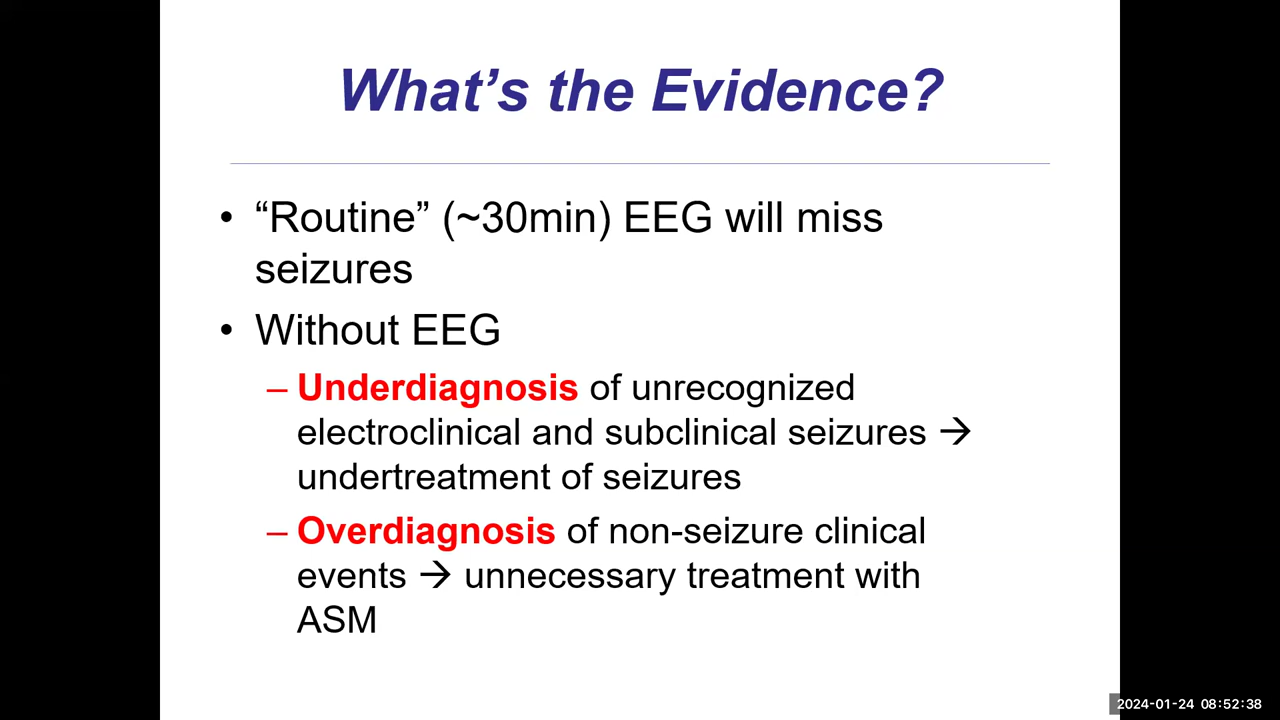 What’s the Evidence?
• “Routine” (~30min) EEG will miss
seizures
• Without EEG
– Underdiagnosis of unrecognized
electroclinical and subclinical seizures →
undertreatment of seizures
– Overdiagnosis of non-seizure clinical
events → unnecessary treatment with
ASM
2024-01-24 08:52:38